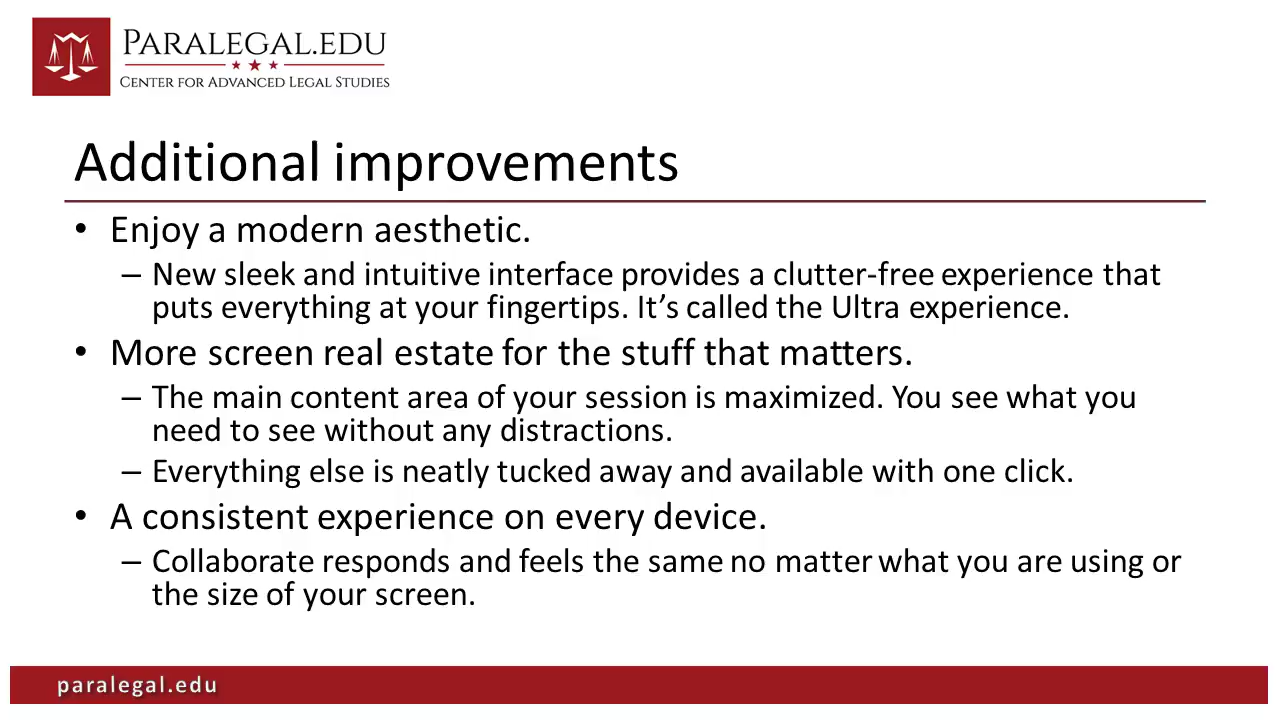 PARALEGAL.EDU
CENTER FOR ADVANCED LEGAL STUDIES
Additional improvements
• Enjoy a modern aesthetic.
– New sleek and intuitive interface provides a clutter-free experience that
puts everything at your fingertips. It’s called the Ultra experience.
• More screen real estate for the stuff that matters.
– The main content area of your session is maximized. You see what you
need to see without any distractions.
– Everything else is neatly tucked away and available with one click.
• A consistent experience on every device.
– Collaborate responds and feels the same no matter what you are using or
the size of your screen.
paralegal.edu